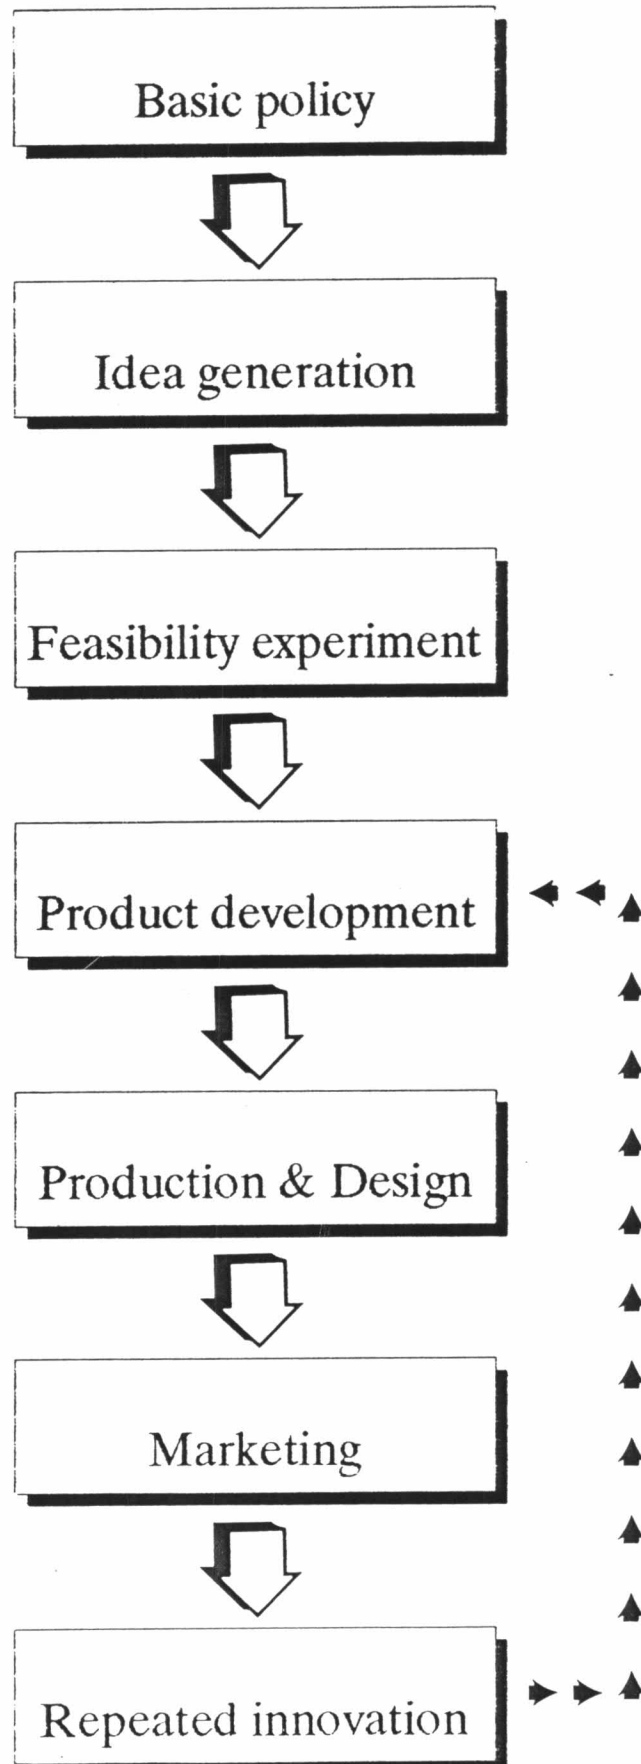 Basic policy
Idea generation
Feasibility experiment
Product development
Production & Design
Marketing
Repeated innovation